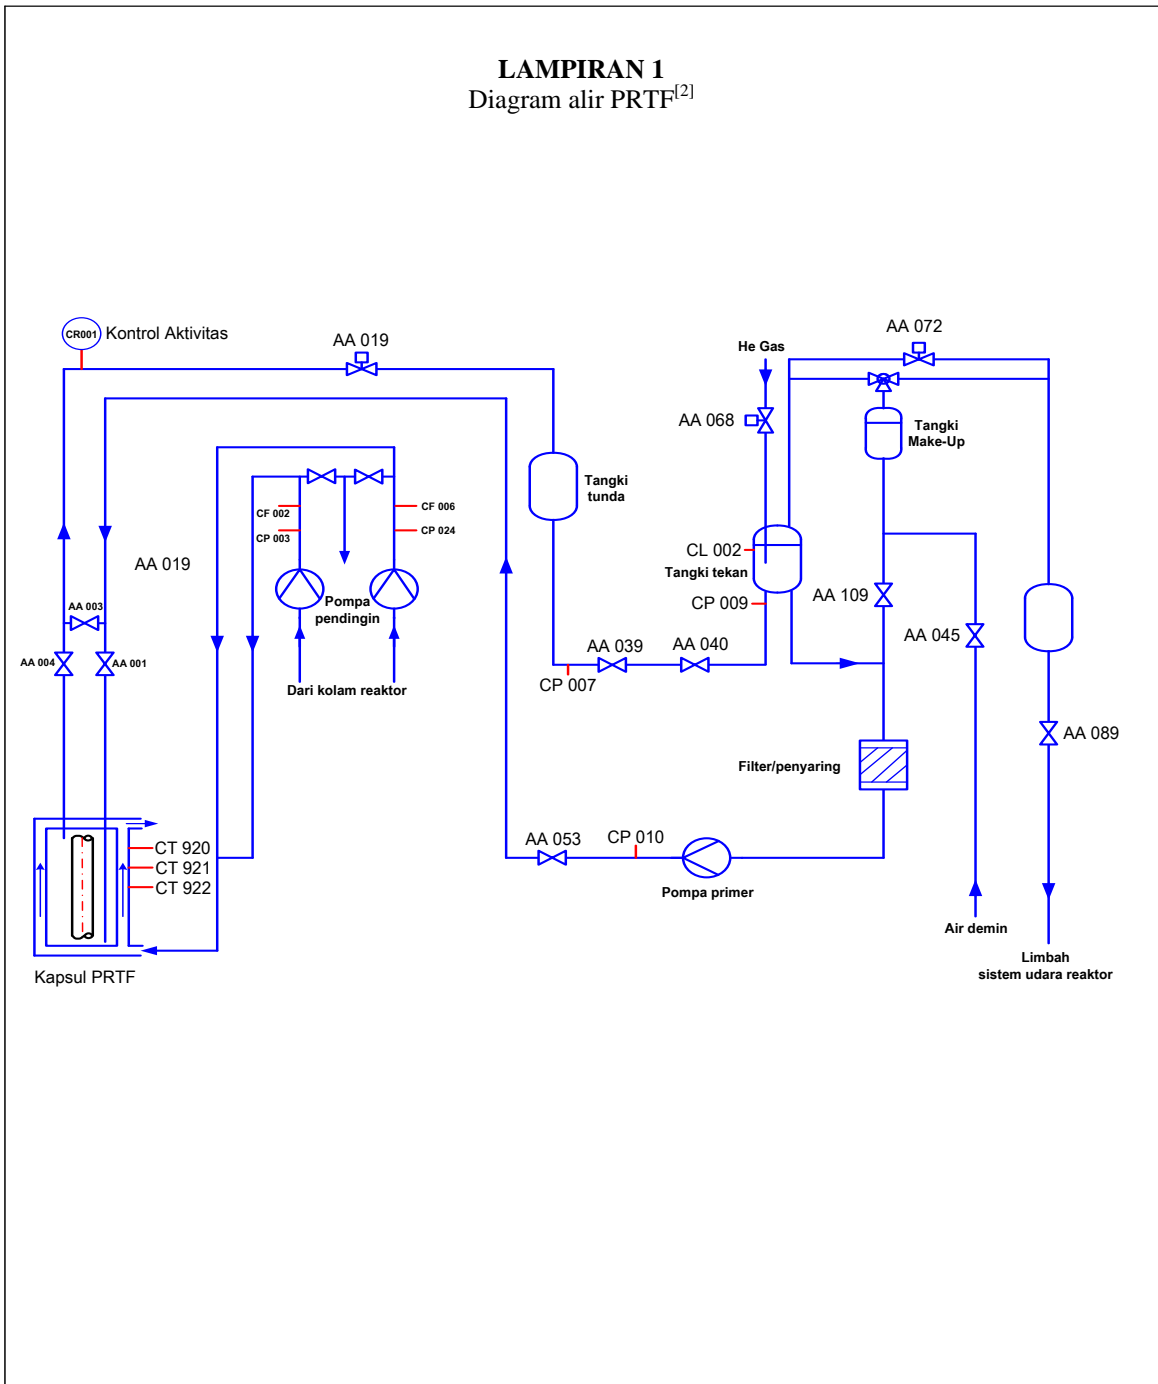 LAMPIRAN 1
Diagram alir PRTF[2]
CR001
Kontrol Aktivitas
AA 019
He Gas
AA 072
AA 068
Tangki
Make-Up
Tangki
tunda
CF 002
CF 006
CP 003
CP 024
AA 019
CL 002
Tangki tekan
AA 003
Pompa
pendingin
CP 009
AA 109
AA 045
AA 004
AA 001
AA 039
AA 040
CP 007
Dari kolam reaktor
AA 089
Filter/penyaring
CT 920
CT 921
CT 922
AA 053
CP 010
Pompa primer
Air demin
Limbah
sistem udara reaktor
Kapsul PRTF